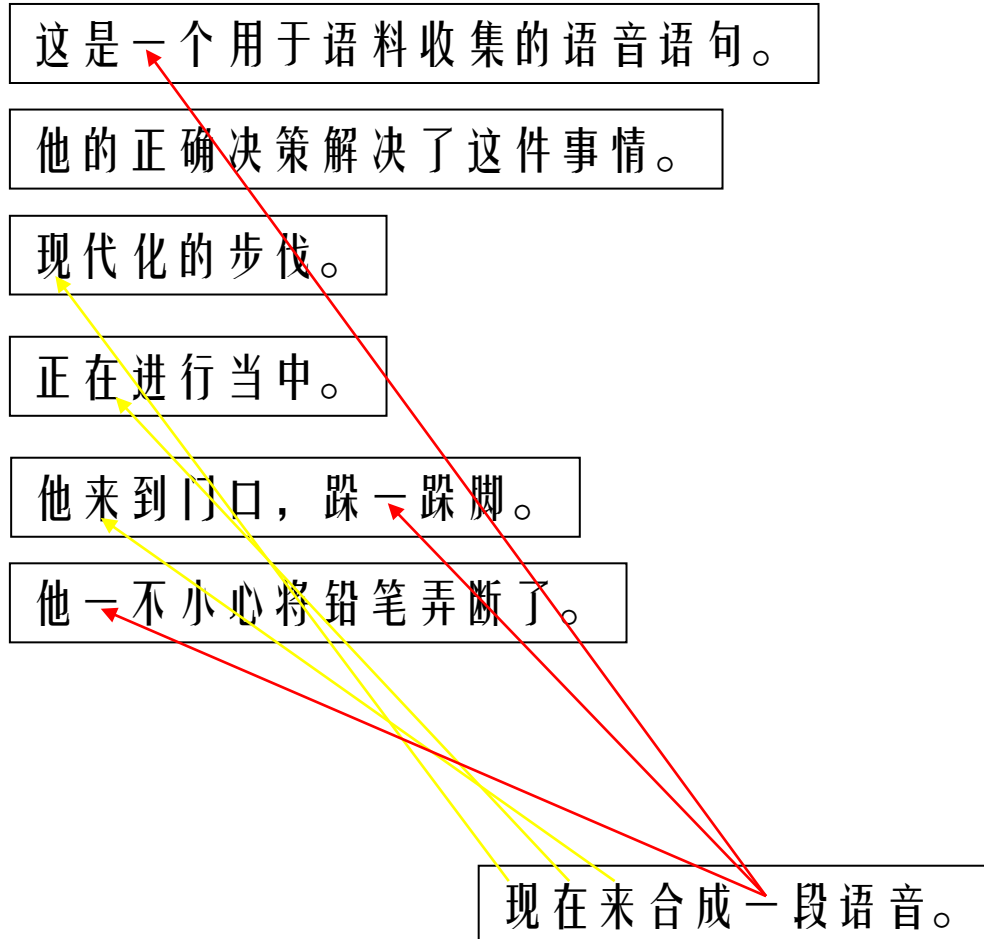 这是一个用于语料收集的语音语句。
他的正确决策解决了这件事情。
现代化的步伐。
正在进行当中。
他来到门口，跺一跺脚。
他一不小心将铅笔弄断了。
现在来合成一段语音。